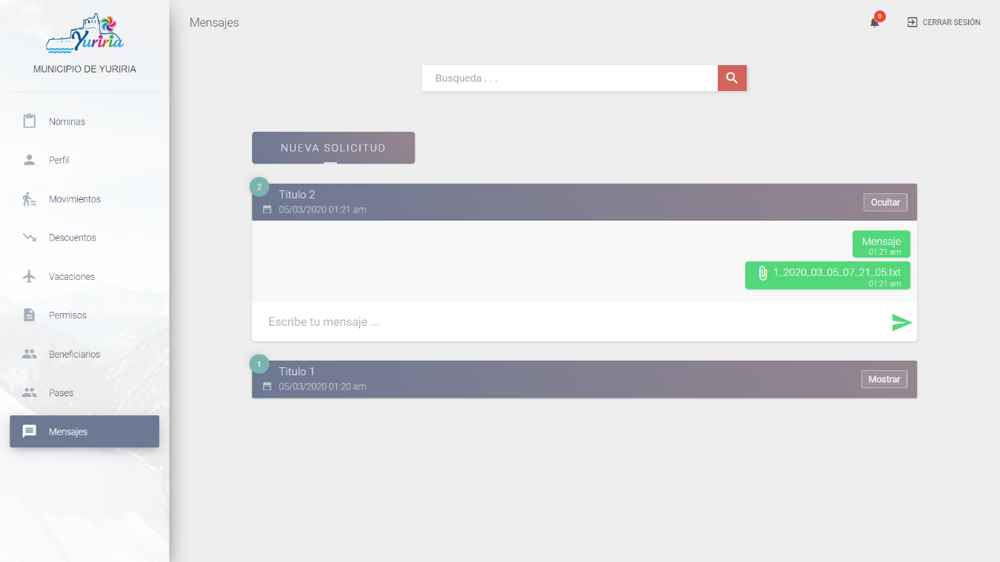 Yuriria
MUNICIPIO DE YURIRIA
Nóminas
Perfil
Movimientos
Descuentos
Vacaciones
Permisos
Beneficiarios
Pases
Mensajes
Mensajes
0
CERRAR SESIÓN
Busqueda . . .
NUEVA SOLICITUD
2
Titulo 2
05/03/2020 01:21 am
Ocultar
Mensaje
01:21 am
1_2020_03_05_07_21_05.txt
01:21 am
Escribe tu mensaje ...
1
Titulo 1
05/03/2020 01:20 am
Mostrar